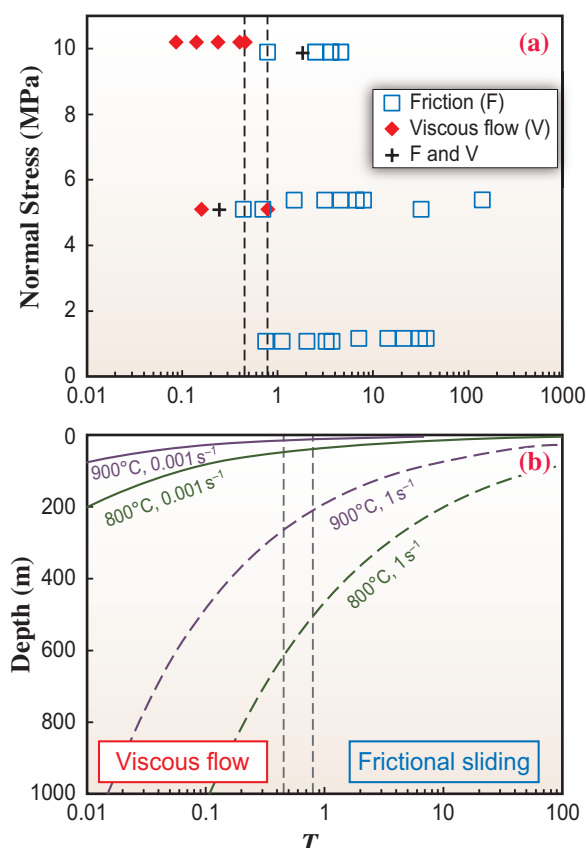 (a)
Normal Stress (MPa)
10
8
6
4
2
0
Friction (F)
Viscous flow (V)
F and V
0.01 0.1 1 10 100 1000
(b)
Depth (m)
0
200
400
600
800
1000
900°C, 0.001 s⁻¹
800°C, 0.001 s⁻¹
900°C, 1 s⁻¹
800°C, 1 s⁻¹
Viscous flow
Frictional sliding
0.01 0.1 1 10 100
T